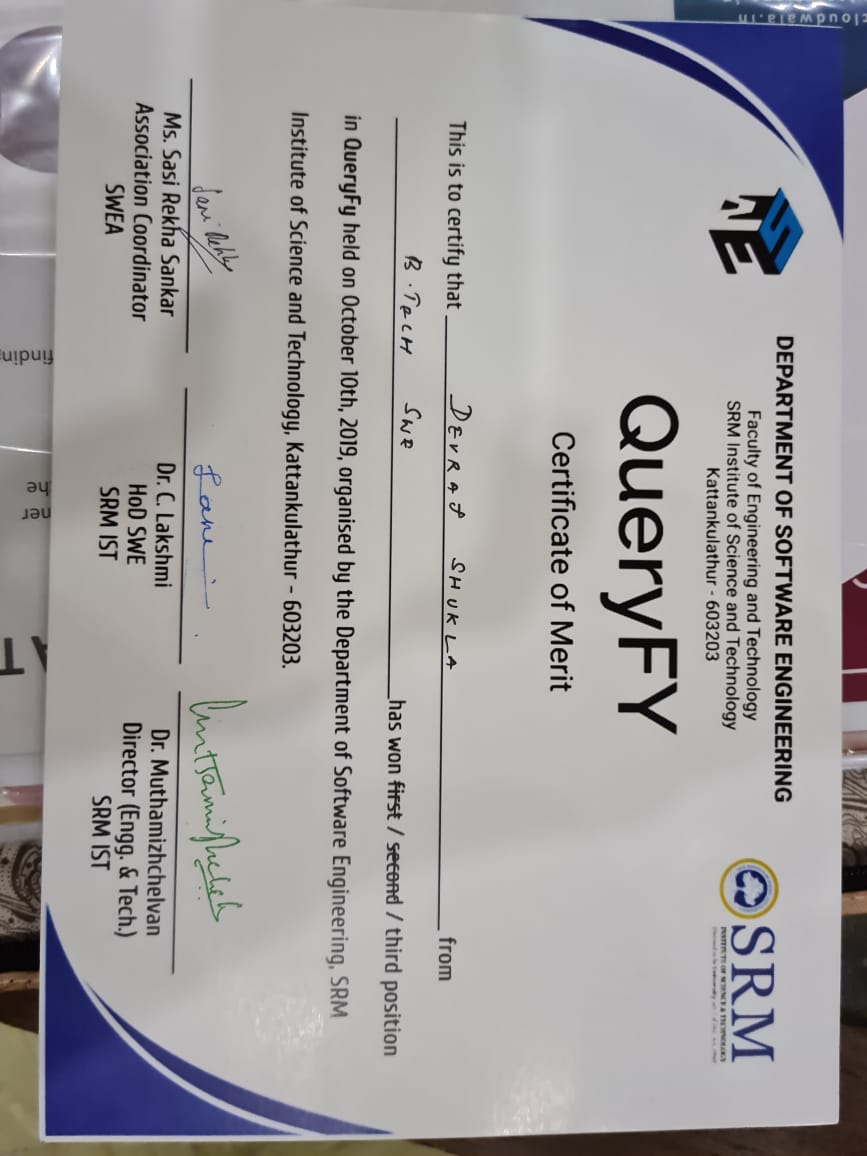 DEPARTMENT OF SOFTWARE ENGINEERING
Faculty of Engineering and Technology
SRM Institute of Science and Technology
Kattankulathur - 603203
SWE
SRM
INSTITUTE OF SCIENCE & TECHNOLOGY
QueryFY
Certificate of Merit
This is to certify that DEVRAJ SHUKLA from
B.TECH SWE has won first / second / third position
in QueryFy held on October 10th, 2019, organised by the Department of Software Engineering, SRM
Institute of Science and Technology, Kattankulathur - 603203.
Ms. Sasi Rekha Sankar
Association Coordinator
SWEA
Dr. C. Lakshmi
HoD SWE
SRM IST
Dr. Muthamizhchelvan
Director (Engg. & Tech.)
SRM IST
cloudwala.in
finding
he
ner
AT